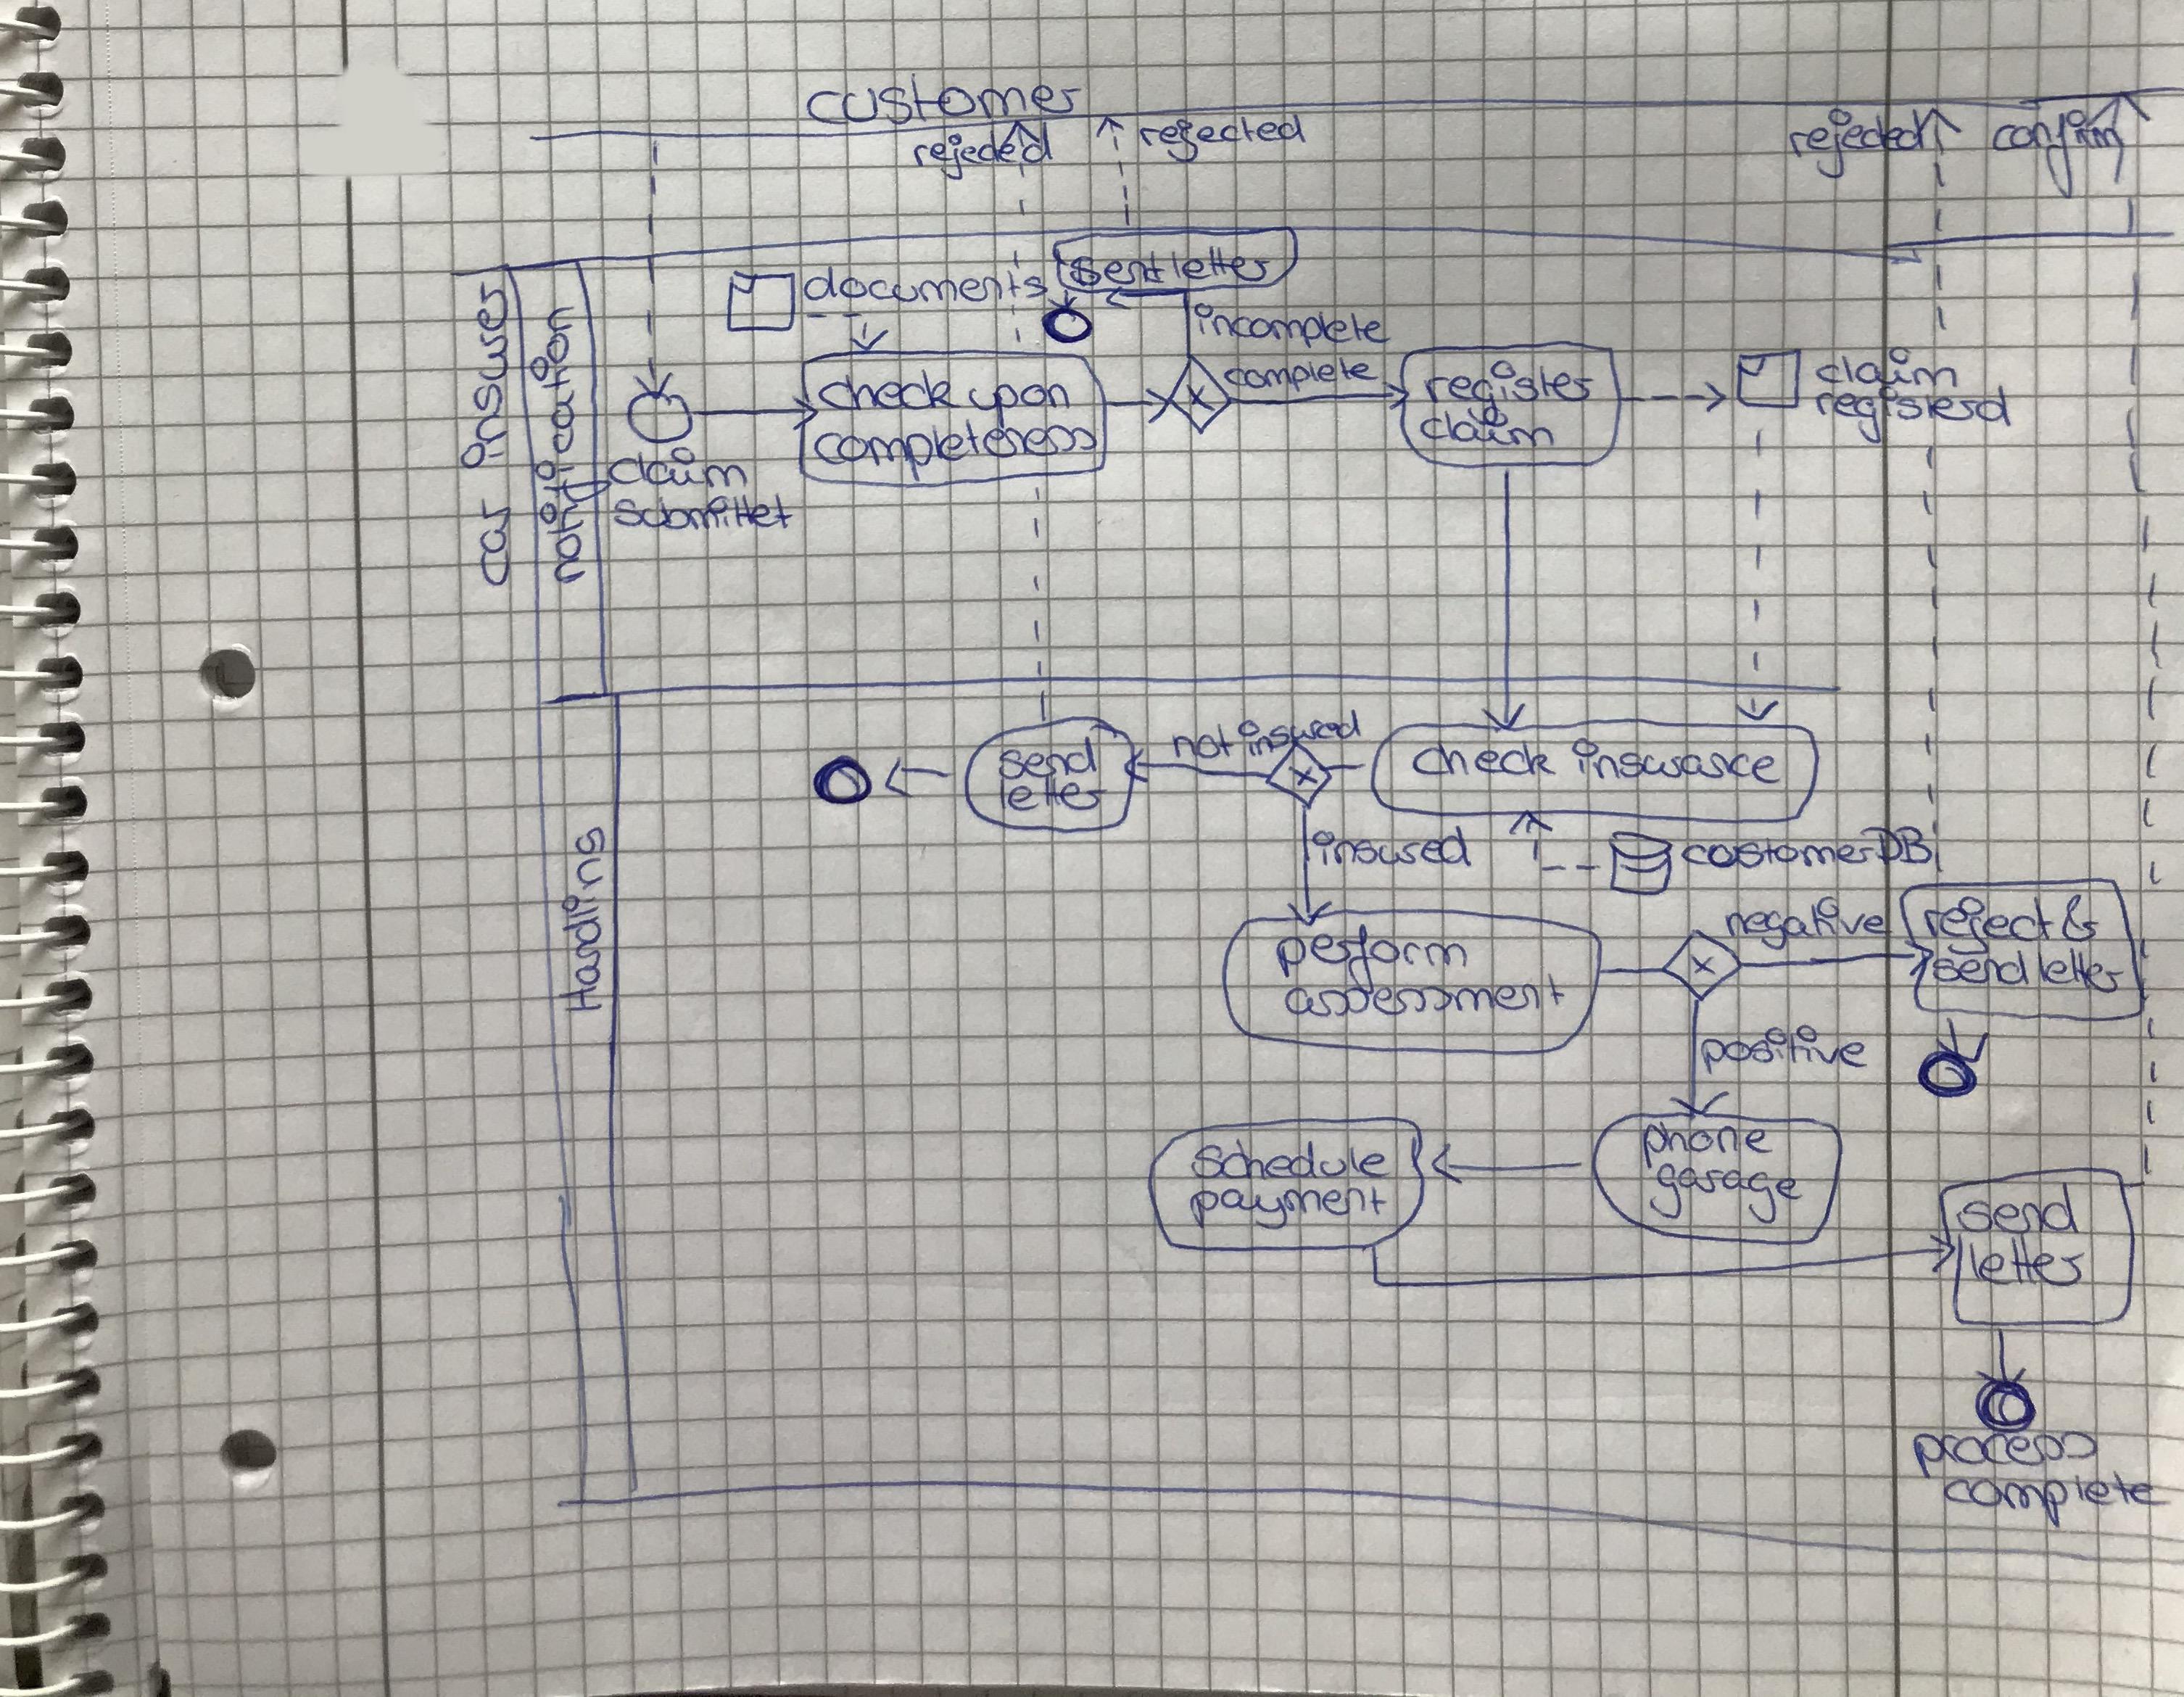 customer
rejeded
rejected
rejeded
confirm
car insurer
notification
documents
sent letter
incomplete
complete
check upon
completeness
register
claim
claim
registerd
claim
submittet
Handling
send
letter
not insured
check insurance
insured
customerDB
perform
assessment
negative
reject &
send letter
positive
schedule
payment
phone
garage
send
letter
process
complete